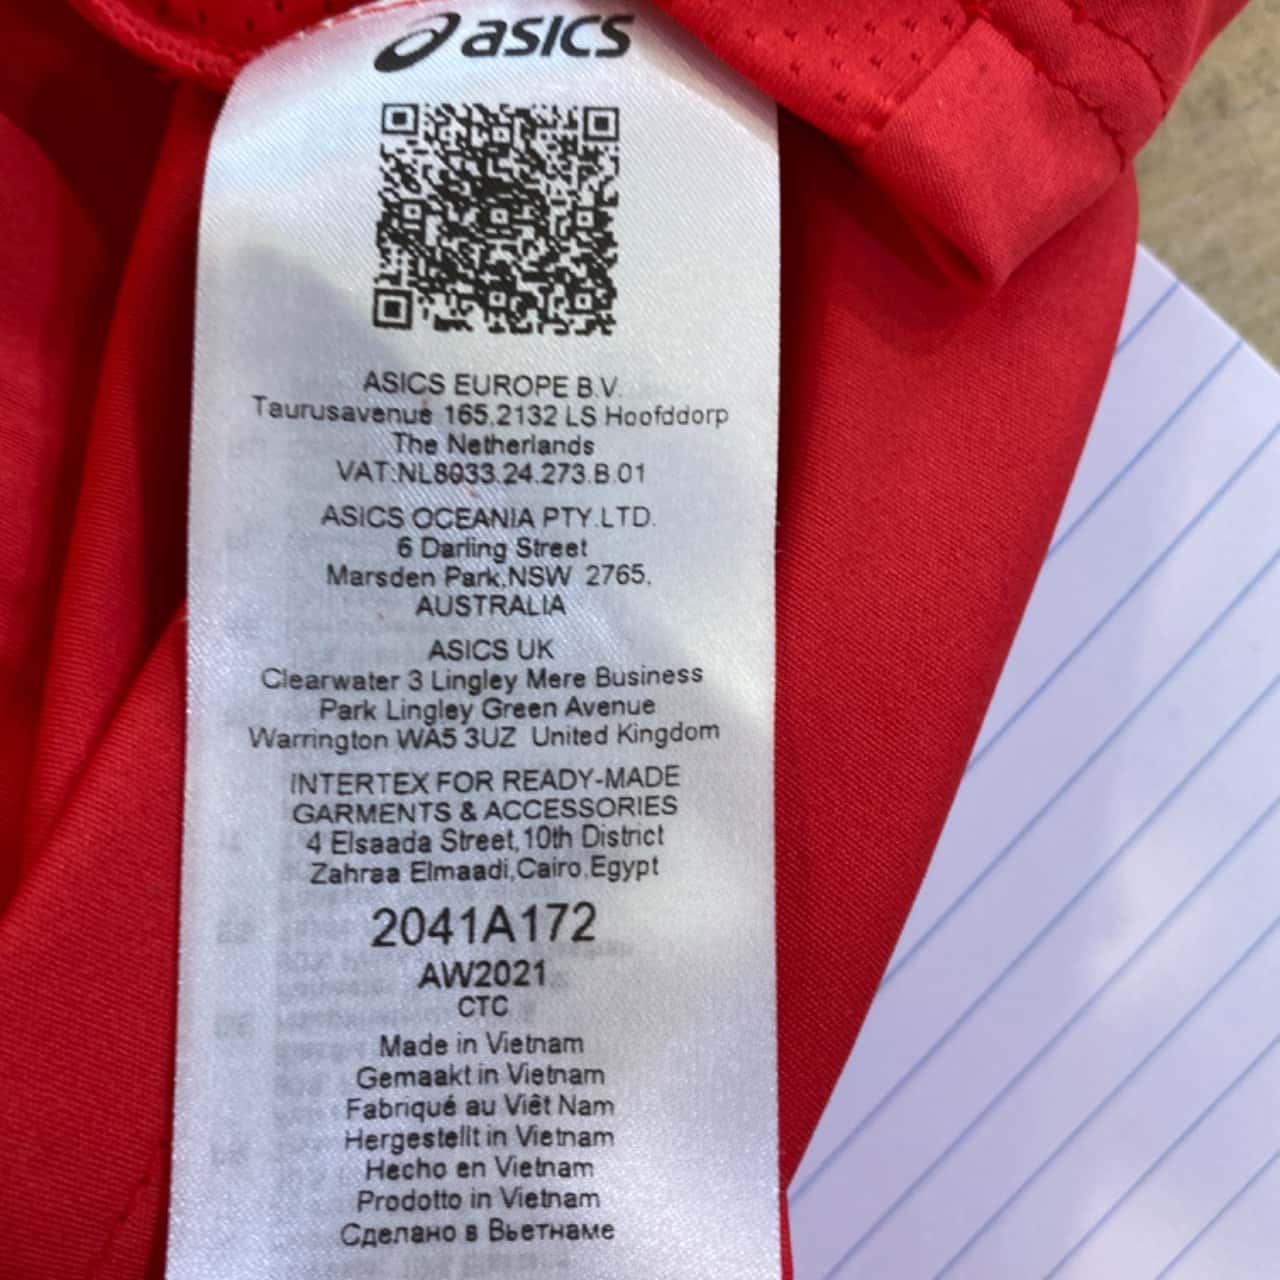 asics
ASICS EUROPE B.V.
Taurusavenue 165.2132 LS Hoofddorp
The Netherlands
VAT:NL8033.24.273.B.01
ASICS OCEANIA PTY.LTD.
6 Darling Street
Marsden Park,NSW 2765,
AUSTRALIA
ASICS UK
Clearwater 3 Lingley Mere Business
Park Lingley Green Avenue
Warrington WA5 3UZ United Kingdom
INTERTEX FOR READY-MADE
GARMENTS & ACCESSORIES
4 Elsaada Street,10th District
Zahraa Elmaadi,Cairo.Egypt
2041A172
AW2021
CTC
Made in Vietnam
Gemaakt in Vietnam
Fabriqué au Viêt Nam
Hergestellt in Vietnam
Hecho en Vietnam
Prodotto in Vietnam
Сделано в Вьетнаме